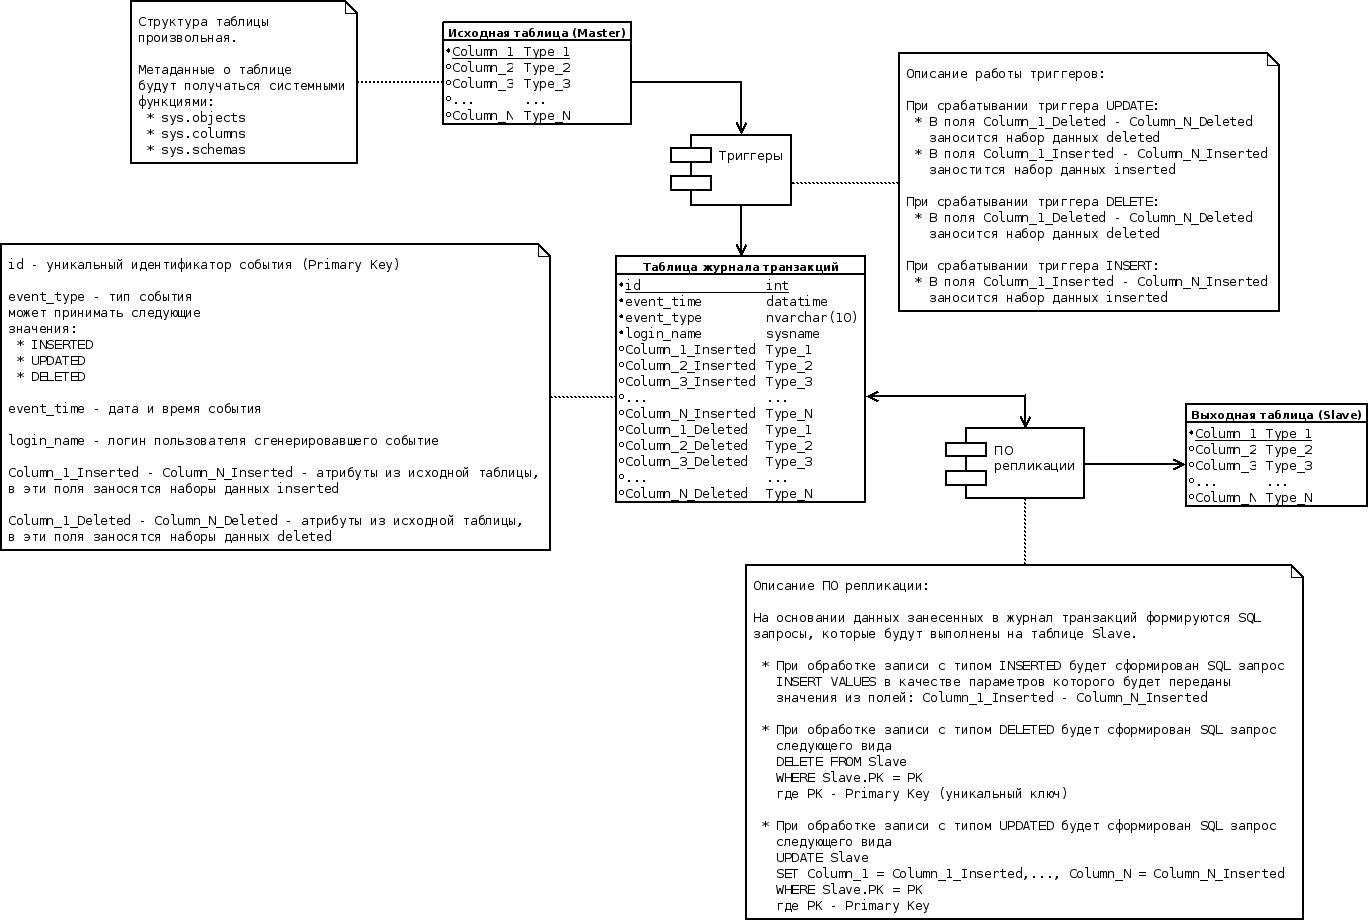 Структура таблицы
произвольная.
Метаданные о таблице
будут получаться системными
функциями:
* sys.objects
* sys.columns
* sys.schemas
Исходная таблица (Master)
Column_1 Type_1
Column_2 Type_2
Column_3 Type_3
... ...
Column_N Type_N
Триггеры
Описание работы триггеров:
При срабатывании триггера UPDATE:
* В поля Column_1_Deleted - Column_N_Deleted
заносится набор данных deleted
* В поля Column_1_Inserted - Column_N_Inserted
заностится набор данных inserted
При срабатывании триггера DELETE:
* В поля Column_1_Deleted - Column_N_Deleted
заносится набор данных deleted
При срабатывании триггера INSERT:
* В поля Column_1_Inserted - Column_N_Inserted
заносится набор данных inserted
id - уникальный идентификатор события (Primary Key)
event_type - тип события
может принимать следующие
значения:
* INSERTED
* UPDATED
* DELETED
event_time - дата и время события
login_name - логин пользователя сгенерировавшего событие
Column_1_Inserted - Column_N_Inserted - атрибуты из исходной таблицы,
в эти поля заносятся наборы данных inserted
Column_1_Deleted - Column_N_Deleted - атрибуты из исходной таблицы,
в эти поля заносятся наборы данных deleted
Таблица журнала транзакций
id int
event_time datatime
event_type nvarchar(10)
login_name sysname
Column_1_Inserted Type_1
Column_2_Inserted Type_2
Column_3_Inserted Type_3
... ...
Column_N_Inserted Type_N
Column_1_Deleted Type_1
Column_2_Deleted Type_2
Column_3_Deleted Type_3
... ...
Column_N_Deleted Type_N
ПО
репликации
Выходная таблица (Slave)
Column_1 Type_1
Column_2 Type_2
Column_3 Type_3
... ...
Column_N Type_N
Описание ПО репликации:
На основании данных занесенных в журнал транзакций формируются SQL
запросы, которые будут выполнены на таблице Slave.
* При обработке записи с типом INSERTED будет сформирован SQL запрос
INSERT VALUES в качестве параметров которого будет переданы
значения из полей: Column_1_Inserted - Column_N_Inserted
* При обработке записи с типом DELETED будет сформирован SQL запрос
следующего вида
DELETE FROM Slave
WHERE Slave.PK = PK
где PK - Primary Key (уникальный ключ)
* При обработке записи с типом UPDATED будет сформирован SQL запрос
следующего вида
UPDATE Slave
SET Column_1 = Column_1_Inserted,..., Column_N = Column_N_Inserted
WHERE Slave.PK = PK
где PK - Primary Key